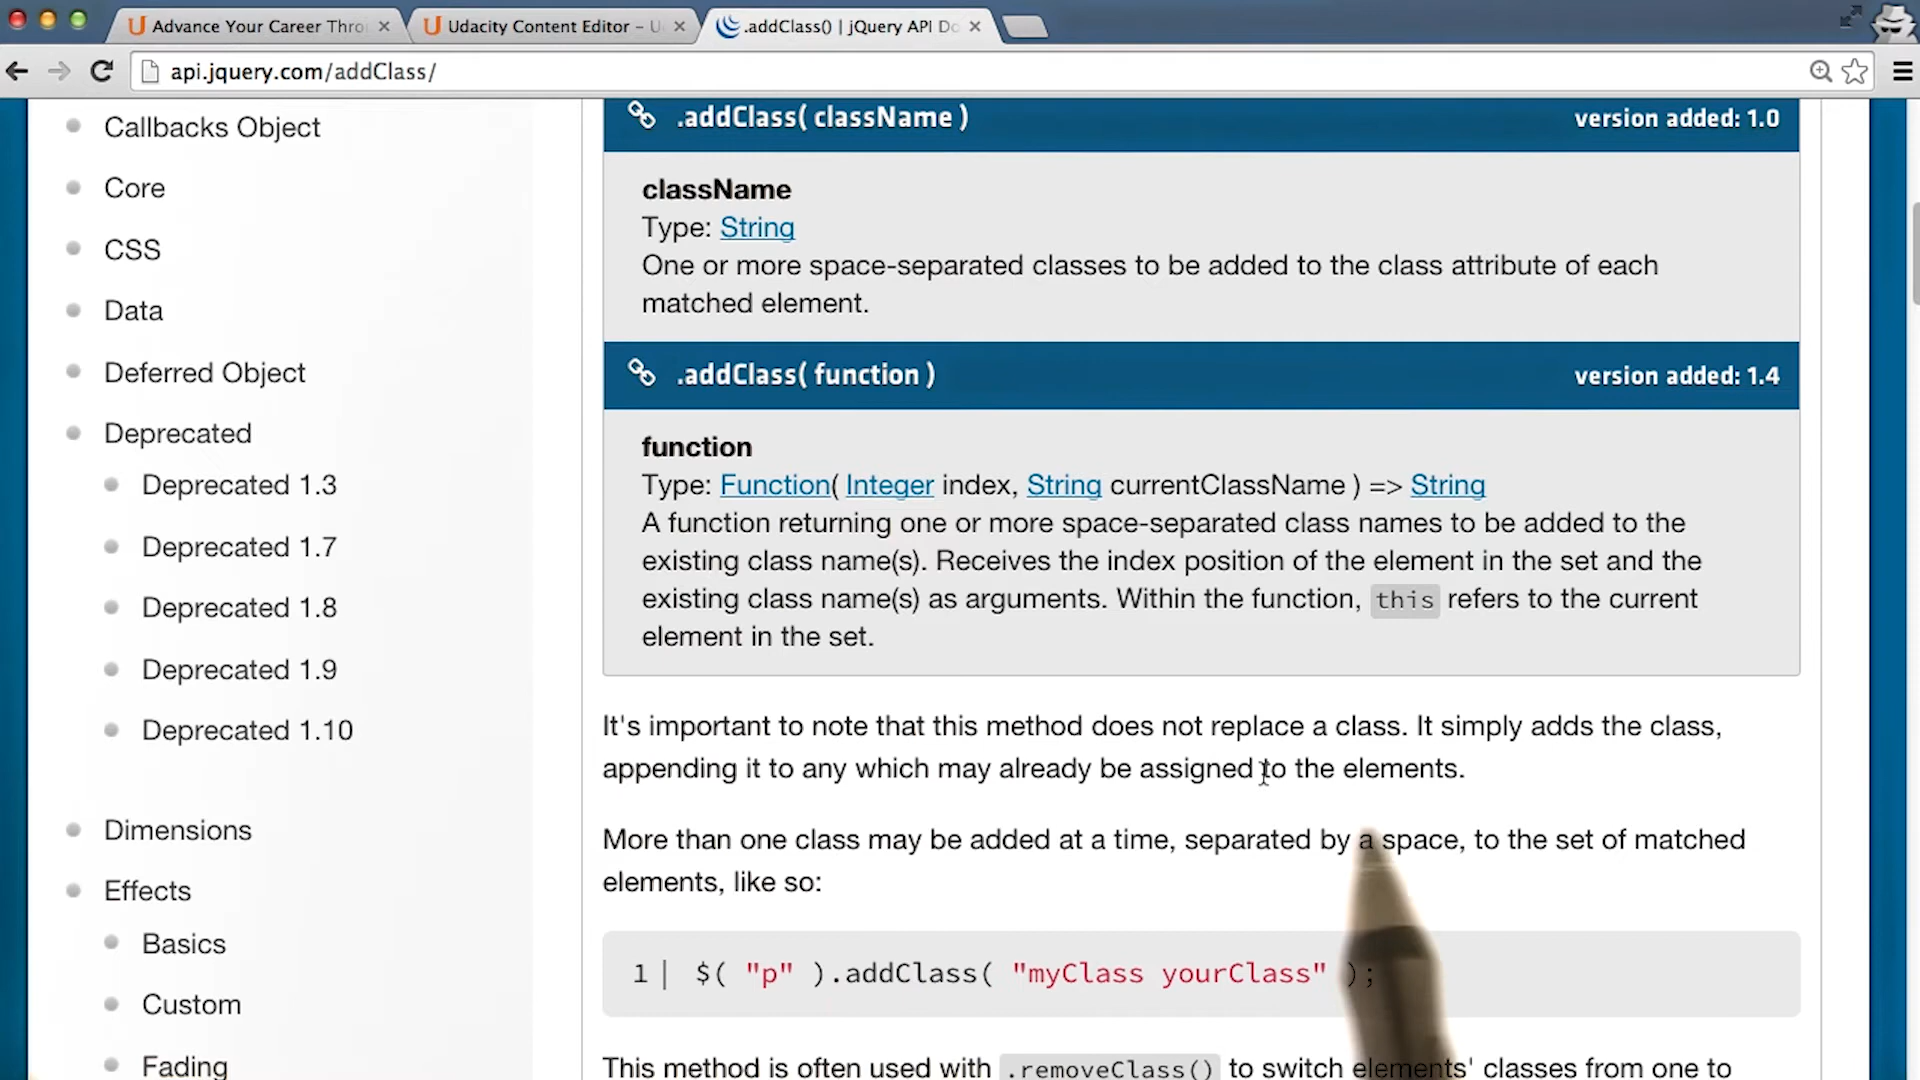 Advance Your Career Thro
Udacity Content Editor – U
.addClass() | jQuery API Do
api.jquery.com/addClass/
Callbacks Object
Core
CSS
Data
Deferred Object
Deprecated
Deprecated 1.3
Deprecated 1.7
Deprecated 1.8
Deprecated 1.9
Deprecated 1.10
Dimensions
Effects
Basics
Custom
Fading
.addClass( className ) version added: 1.0
className
Type: String
One or more space-separated classes to be added to the class attribute of each
matched element.
.addClass( function ) version added: 1.4
function
Type: Function( Integer index, String currentClassName ) => String
A function returning one or more space-separated class names to be added to the
existing class name(s). Receives the index position of the element in the set and the
existing class name(s) as arguments. Within the function, this refers to the current
element in the set.
It's important to note that this method does not replace a class. It simply adds the class,
appending it to any which may already be assigned to the elements.
More than one class may be added at a time, separated by a space, to the set of matched
elements, like so:
1 $( "p" ).addClass( "myClass yourClass" );
This method is often used with .removeClass() to switch elements' classes from one to